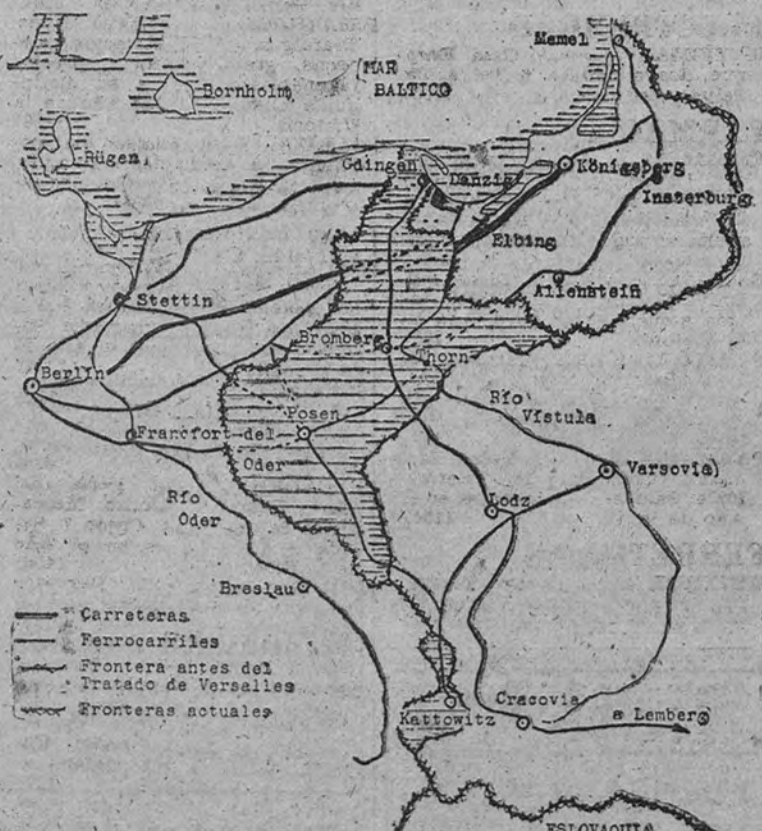 Memel
MAR
BALTICO
Bornholm
Rügen
Gdingen
Danzig
Königsberg
Insterburg
Elbing
Allenstein
Stettin
Bromberg
Thorn
Berlin
Posen
Río
Vístula
Francfort del
Oder
Varsovia
Río
Oder
Lodz
Breslau
Carreteras
Ferrocarriles
Frontera antes del
Tratado de Versalles
Fronteras actuales
Kattowitz
Cracovia
a Lemberg
ESLOVAQUIA